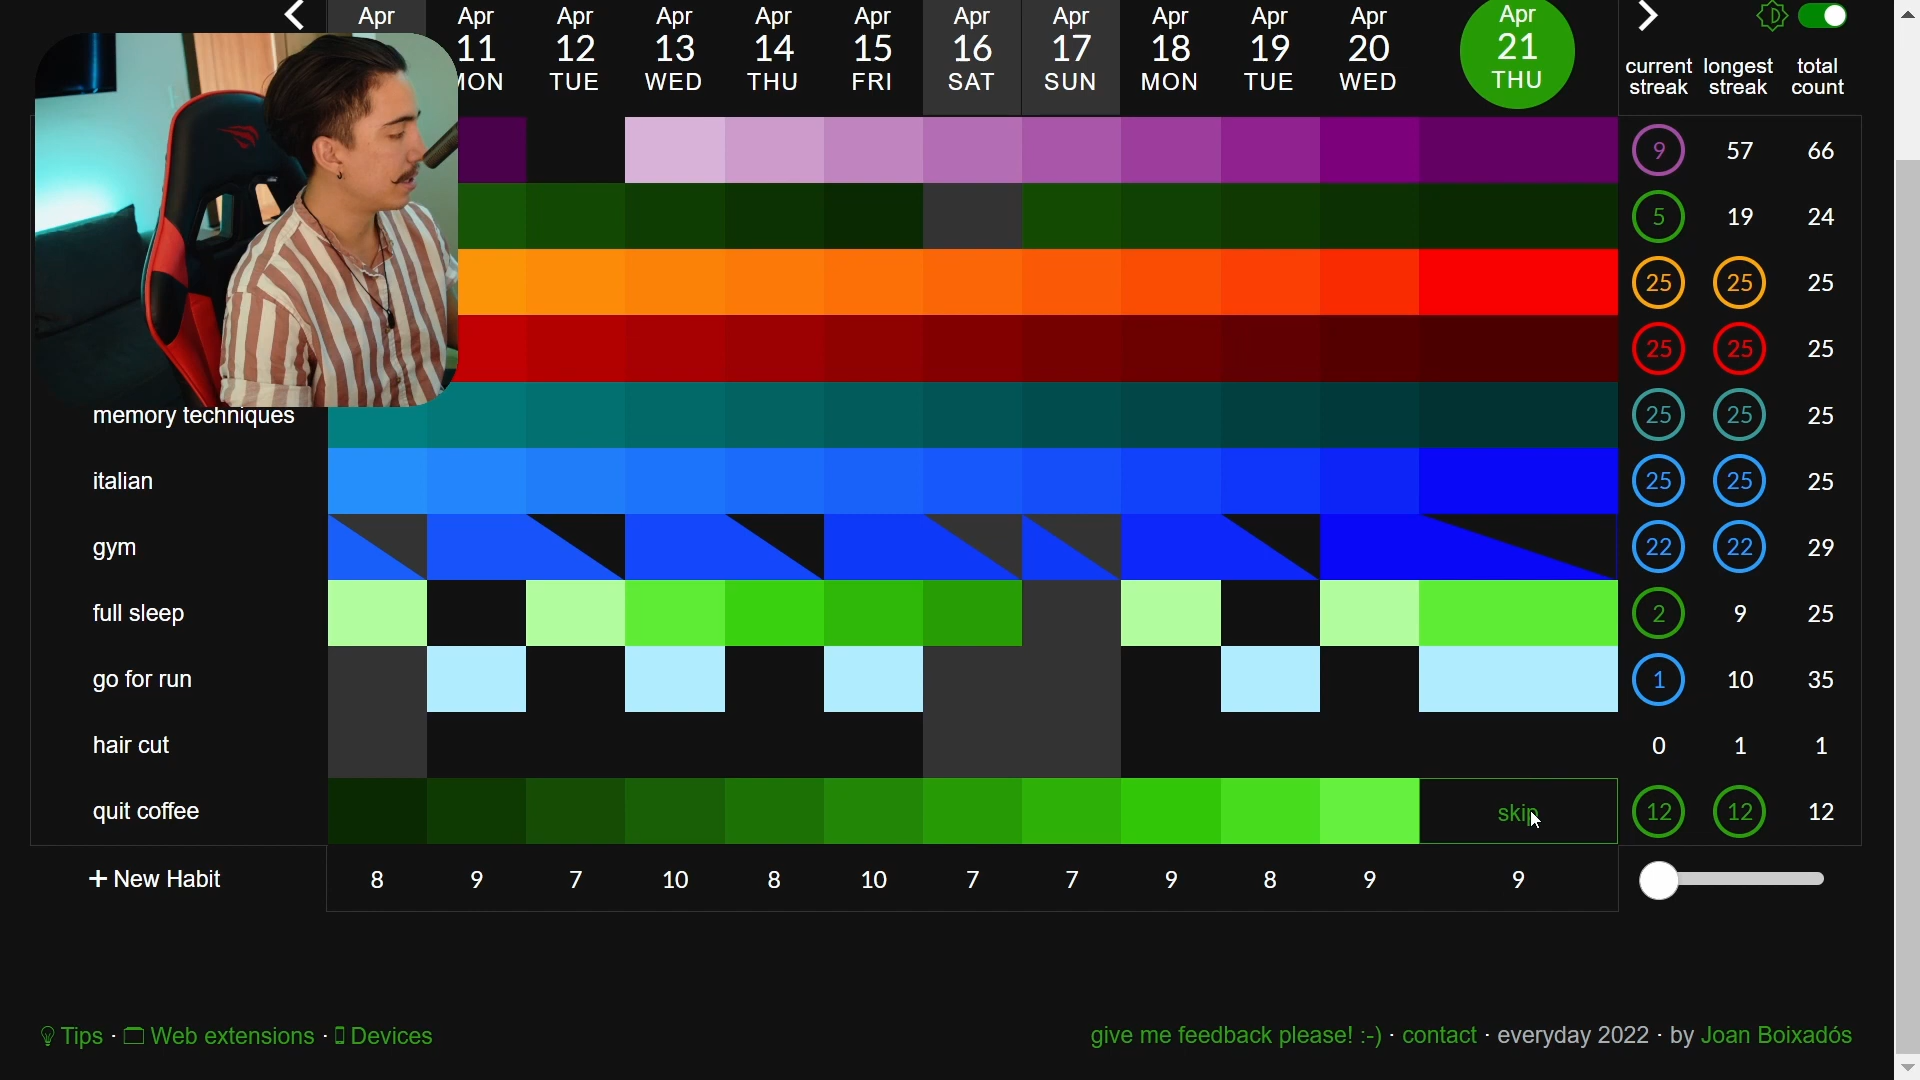 Apr Apr Apr Apr Apr Apr Apr Apr Apr Apr Apr Apr
11 12 13 14 15 16 17 18 19 20 21
TUE WED THU FRI SAT SUN MON TUE WED THU
current streak longest streak total count
9 57 66
5 19 24
25 25 25
25 25 25
memory techniques 25 25 25
italian 25 25 25
gym 22 22 29
full sleep 2 9 25
go for run 1 10 35
hair cut 0 1 1
quit coffee skip 12 12 12
+ New Habit 8 9 7 10 8 10 7 7 9 8 9 9
Tips · Web extensions · Devices
give me feedback please! :-) · contact · everyday 2022 · by Joan Boixadós